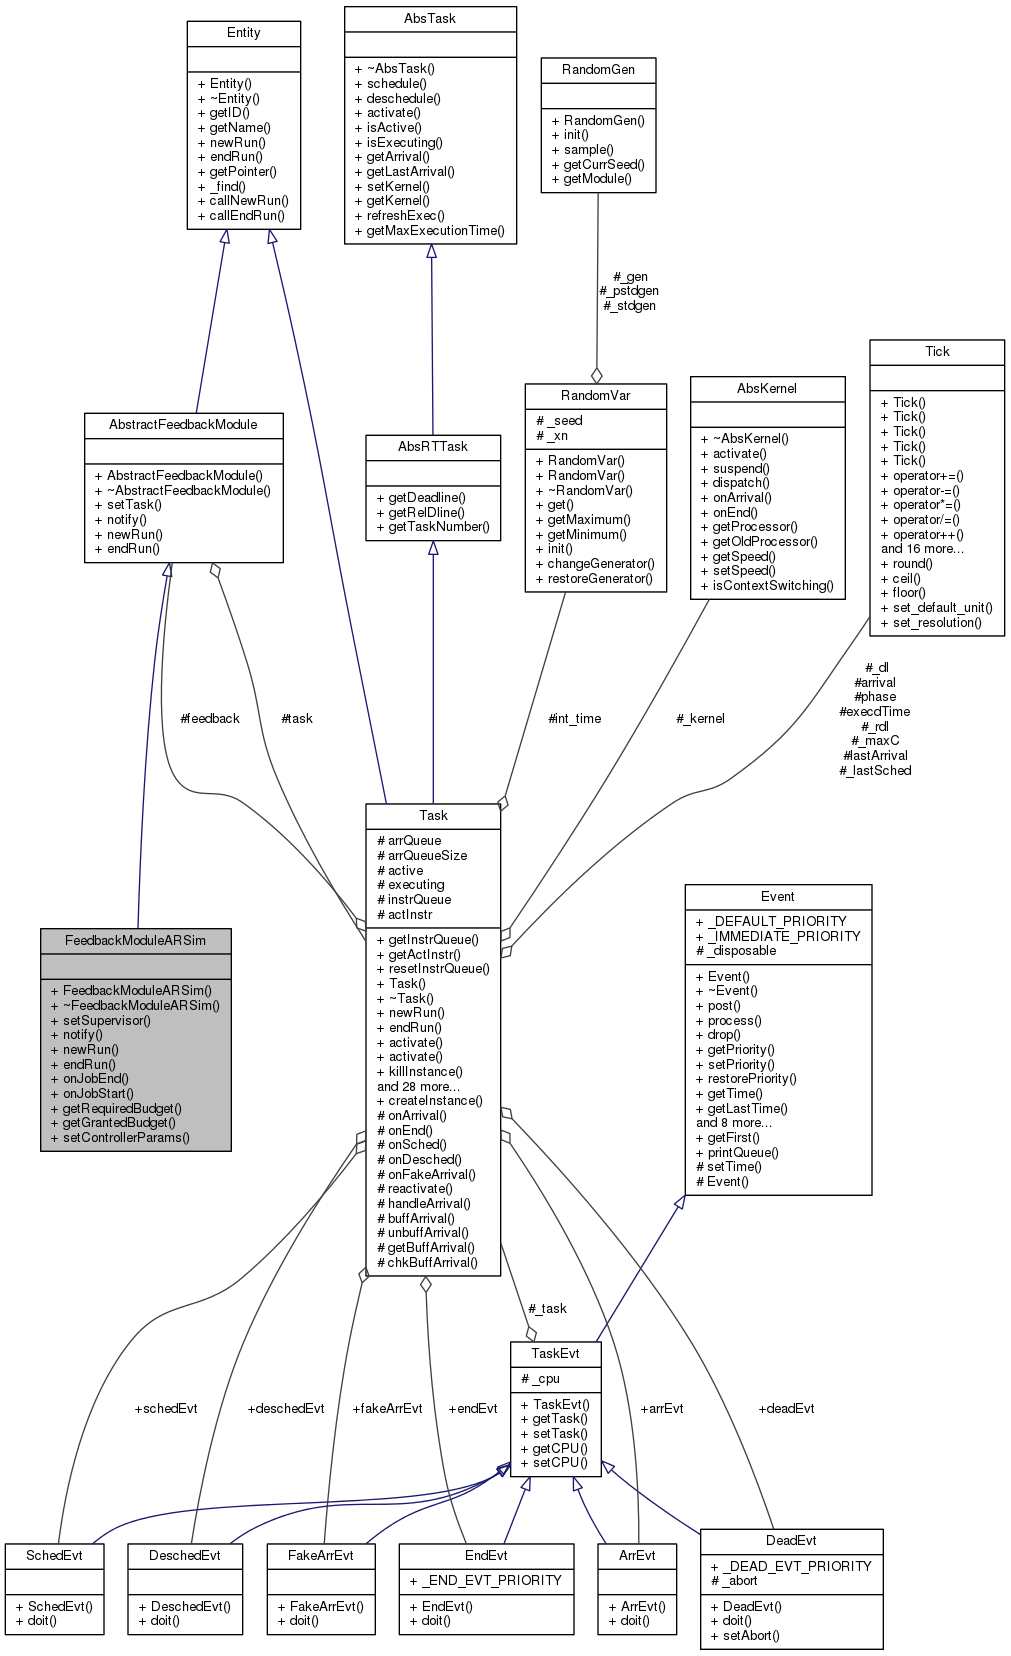 Entity
+ Entity()
+ ~Entity()
+ getID()
+ getName()
+ newRun()
+ endRun()
+ getPointer()
+ _find()
+ callNewRun()
+ callEndRun()
AbsTask
+ ~AbsTask()
+ schedule()
+ deschedule()
+ activate()
+ isActive()
+ isExecuting()
+ getArrival()
+ getLastArrival()
+ setKernel()
+ getKernel()
+ refreshExec()
+ getMaxExecutionTime()
RandomGen
+ RandomGen()
+ init()
+ sample()
+ getCurrSeed()
+ getModule()
#_gen
#_pstdgen
#_stdgen
AbstractFeedbackModule
+ AbstractFeedbackModule()
+ ~AbstractFeedbackModule()
+ setTask()
+ notify()
+ newRun()
+ endRun()
AbsRTTask
+ getDeadline()
+ getRelDline()
+ getTaskNumber()
RandomVar
# _seed
# _xn
+ RandomVar()
+ RandomVar()
+ ~RandomVar()
+ get()
+ getMaximum()
+ getMinimum()
+ init()
+ changeGenerator()
+ restoreGenerator()
AbsKernel
+ ~AbsKernel()
+ activate()
+ suspend()
+ dispatch()
+ onArrival()
+ onEnd()
+ getProcessor()
+ getOldProcessor()
+ getSpeed()
+ setSpeed()
+ isContextSwitching()
Tick
+ Tick()
+ Tick()
+ Tick()
+ Tick()
+ Tick()
+ operator+=()
+ operator-=()
+ operator*=()
+ operator/=()
+ operator++()
and 16 more...
+ round()
+ ceil()
+ floor()
+ set_default_unit()
+ set_resolution()
#feedback
#task
#int_time
#_kernel
#_dl
#arrival
#phase
#execdTime
#_rdl
#_maxC
#lastArrival
#_lastSched
FeedbackModuleARSim
+ FeedbackModuleARSim()
+ ~FeedbackModuleARSim()
+ setSupervisor()
+ notify()
+ newRun()
+ endRun()
+ onJobEnd()
+ onJobStart()
+ getRequiredBudget()
+ getGrantedBudget()
+ setControllerParams()
Task
# arrQueue
# arrQueueSize
# active
# executing
# instrQueue
# actInstr
+ getInstrQueue()
+ getActInstr()
+ resetInstrQueue()
+ Task()
+ ~Task()
+ newRun()
+ endRun()
+ activate()
+ activate()
+ killInstance()
and 28 more...
+ createInstance()
# onArrival()
# onEnd()
# onSched()
# onDesched()
# onFakeArrival()
# reactivate()
# handleArrival()
# buffArrival()
# unbuffArrival()
# getBuffArrival()
# chkBuffArrival()
Event
+ _DEFAULT_PRIORITY
+ _IMMEDIATE_PRIORITY
# _disposable
+ Event()
+ ~Event()
+ post()
+ process()
+ drop()
+ getPriority()
+ setPriority()
+ restorePriority()
+ getTime()
+ getLastTime()
and 8 more...
+ getFirst()
+ printQueue()
# setTime()
# Event()
#_task
TaskEvt
# _cpu
+ TaskEvt()
+ getTask()
+ setTask()
+ getCPU()
+ setCPU()
+schedEvt
+deschedEvt
+fakeArrEvt
+endEvt
+arrEvt
+deadEvt
SchedEvt
+ SchedEvt()
+ doit()
DeschedEvt
+ DeschedEvt()
+ doit()
FakeArrEvt
+ FakeArrEvt()
+ doit()
EndEvt
+ _END_EVT_PRIORITY
+ EndEvt()
+ doit()
ArrEvt
+ ArrEvt()
+ doit()
DeadEvt
+ _DEAD_EVT_PRIORITY
# _abort
+ DeadEvt()
+ doit()
+ setAbort()